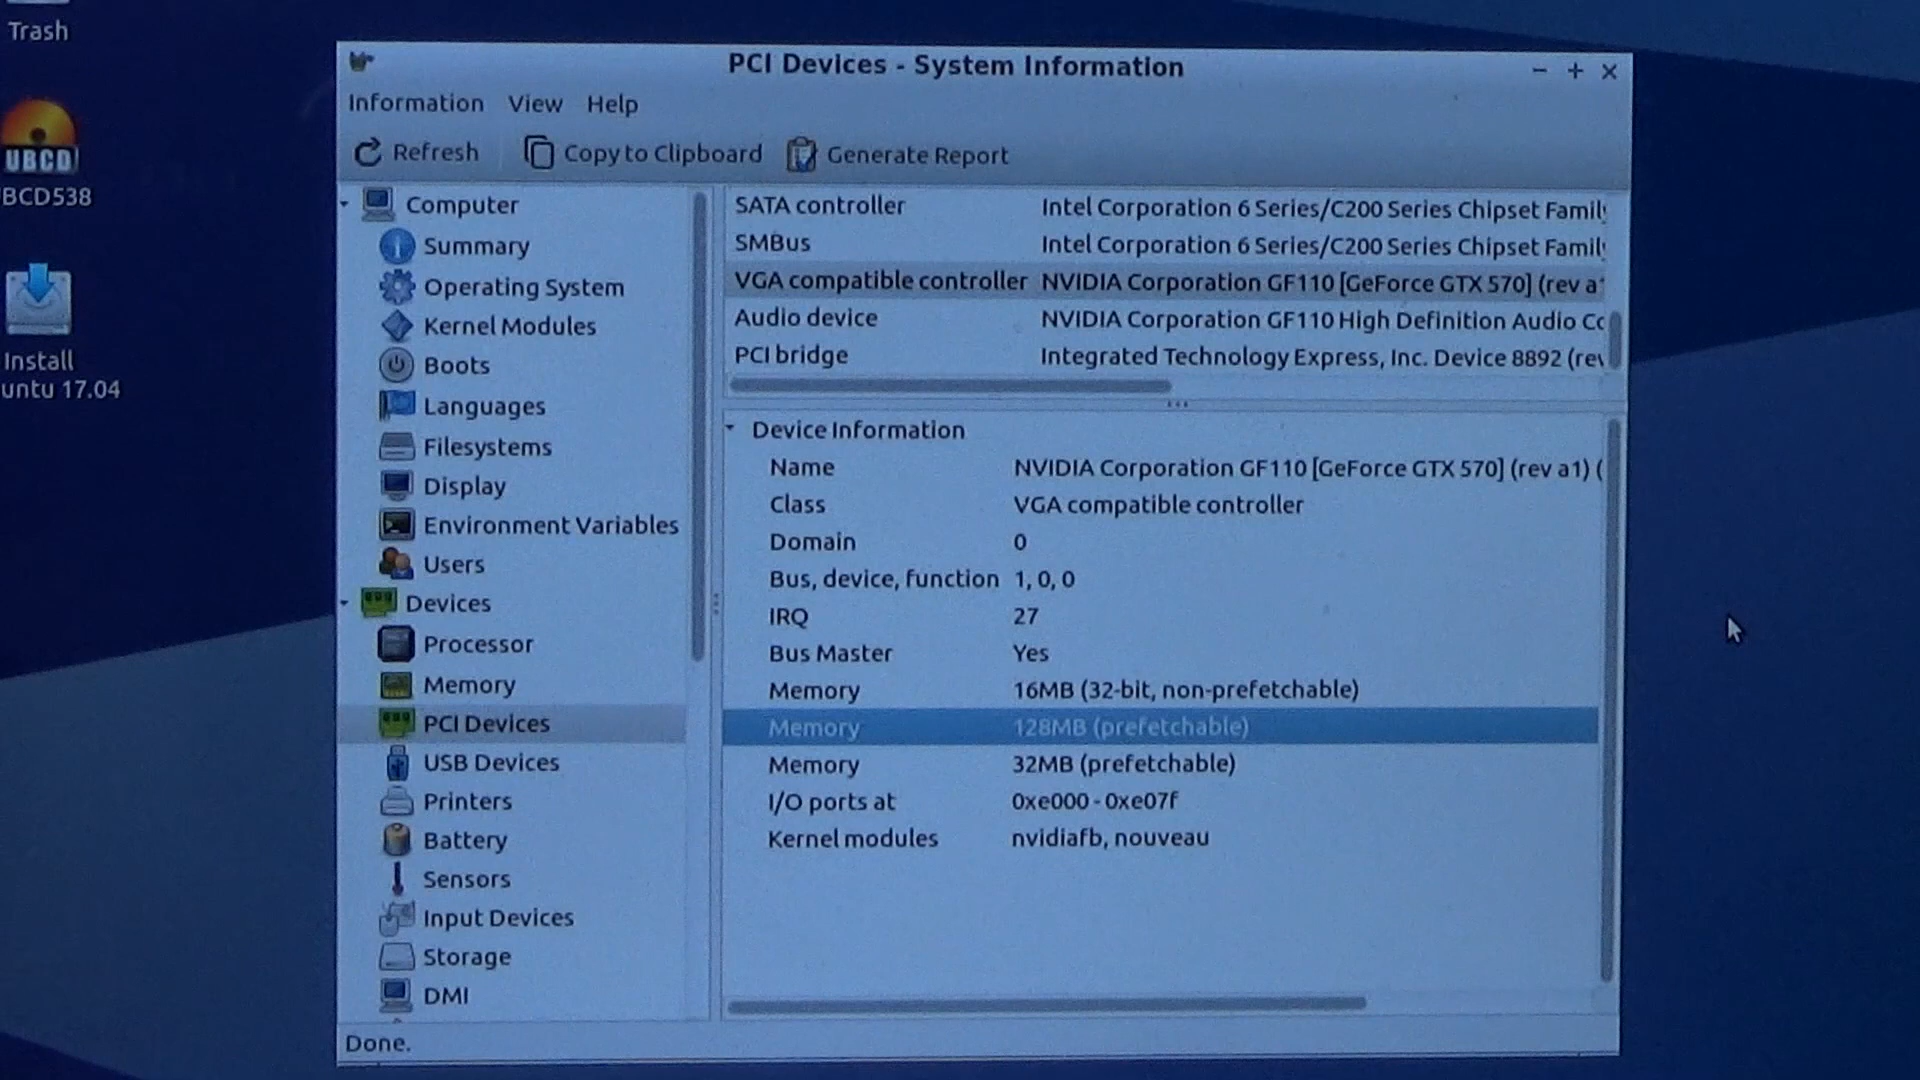 Trash
UBCD
BCD538
Install
untu 17.04
PCI Devices - System Information
Information View Help
Refresh Copy to Clipboard Generate Report
Computer
Summary
Operating System
Kernel Modules
Boots
Languages
Filesystems
Display
Environment Variables
Users
Devices
Processor
Memory
PCI Devices
USB Devices
Printers
Battery
Sensors
Input Devices
Storage
DMI
SATA controller Intel Corporation 6 Series/C200 Series Chipset Family
SMBus Intel Corporation 6 Series/C200 Series Chipset Family
VGA compatible controller NVIDIA Corporation GF110 [GeForce GTX 570] (rev a1
Audio device NVIDIA Corporation GF110 High Definition Audio Co
PCI bridge Integrated Technology Express, Inc. Device 8892 (rev
Device Information
Name NVIDIA Corporation GF110 [GeForce GTX 570] (rev a1) (
Class VGA compatible controller
Domain 0
Bus, device, function 1, 0, 0
IRQ 27
Bus Master Yes
Memory 16MB (32-bit, non-prefetchable)
Memory 128MB (prefetchable)
Memory 32MB (prefetchable)
I/O ports at 0xe000 - 0xe07f
Kernel modules nvidiafb, nouveau
Done.